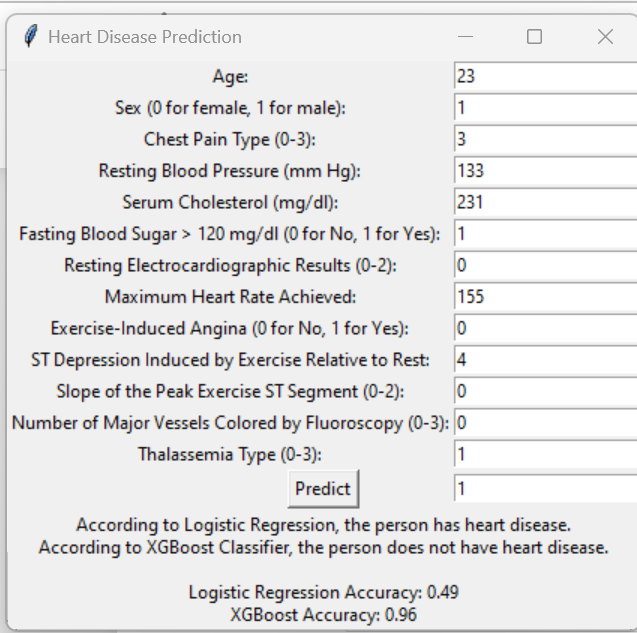 Heart Disease Prediction
Age: 23
Sex (0 for female, 1 for male): 1
Chest Pain Type (0-3): 3
Resting Blood Pressure (mm Hg): 133
Serum Cholesterol (mg/dl): 231
Fasting Blood Sugar > 120 mg/dl (0 for No, 1 for Yes): 1
Resting Electrocardiographic Results (0-2): 0
Maximum Heart Rate Achieved: 155
Exercise-Induced Angina (0 for No, 1 for Yes): 0
ST Depression Induced by Exercise Relative to Rest: 4
Slope of the Peak Exercise ST Segment (0-2): 0
Number of Major Vessels Colored by Fluoroscopy (0-3): 0
Thalassemia Type (0-3): 1
Predict 1
According to Logistic Regression, the person has heart disease.
According to XGBoost Classifier, the person does not have heart disease.
Logistic Regression Accuracy: 0.49
XGBoost Accuracy: 0.96